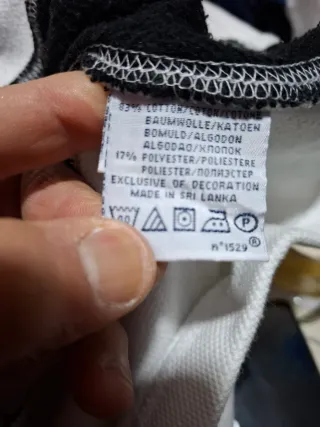 83% COTTON/COTON/COTONE
BAUMWOLLE/KATOEN
BOMULD/ALGODON
ALGODAO/ХЛОПОК
17% POLYESTER/POLIESTERE
POLIESTER/ПОЛИЭСТЕР
EXCLUSIVE OF DECORATION
MADE IN SRI LANKA
P
n°1529 ®